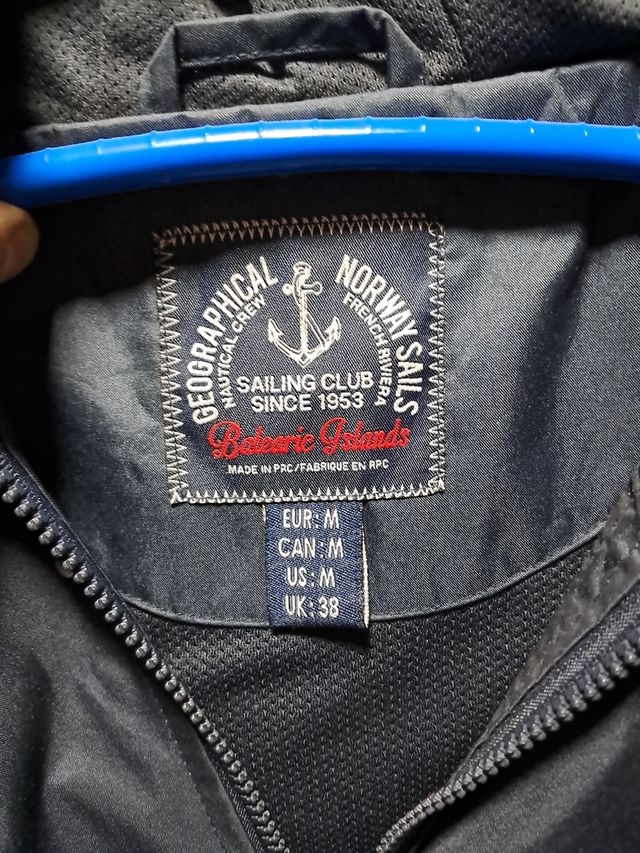 GEOGRAPHICAL NORWAY SAILS
NAUTICAL CREW FRENCH RIVIERA
SAILING CLUB
SINCE 1953
Balearic Islands
MADE IN PRC/FABRIQUE EN RPC
EUR: M
CAN: M
US: M
UK: 38